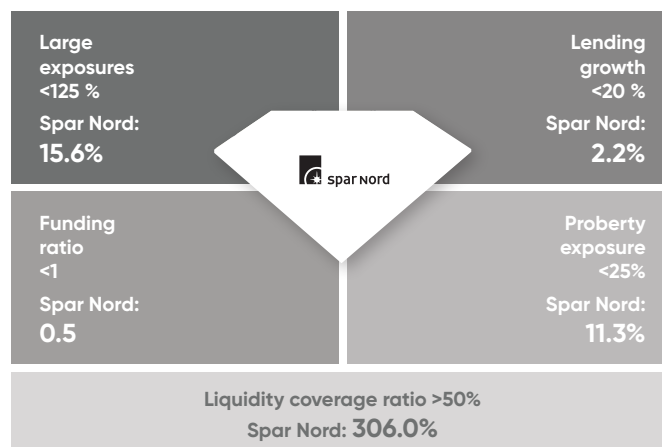 Large
exposures
<125 %
Spar Nord:
15.6%
Lending
growth
<20 %
Spar Nord:
2.2%
spar nord
Funding
ratio
<1
Spar Nord:
0.5
Proberty
exposure
<25%
Spar Nord:
11.3%
Liquidity coverage ratio >50%
Spar Nord: 306.0%